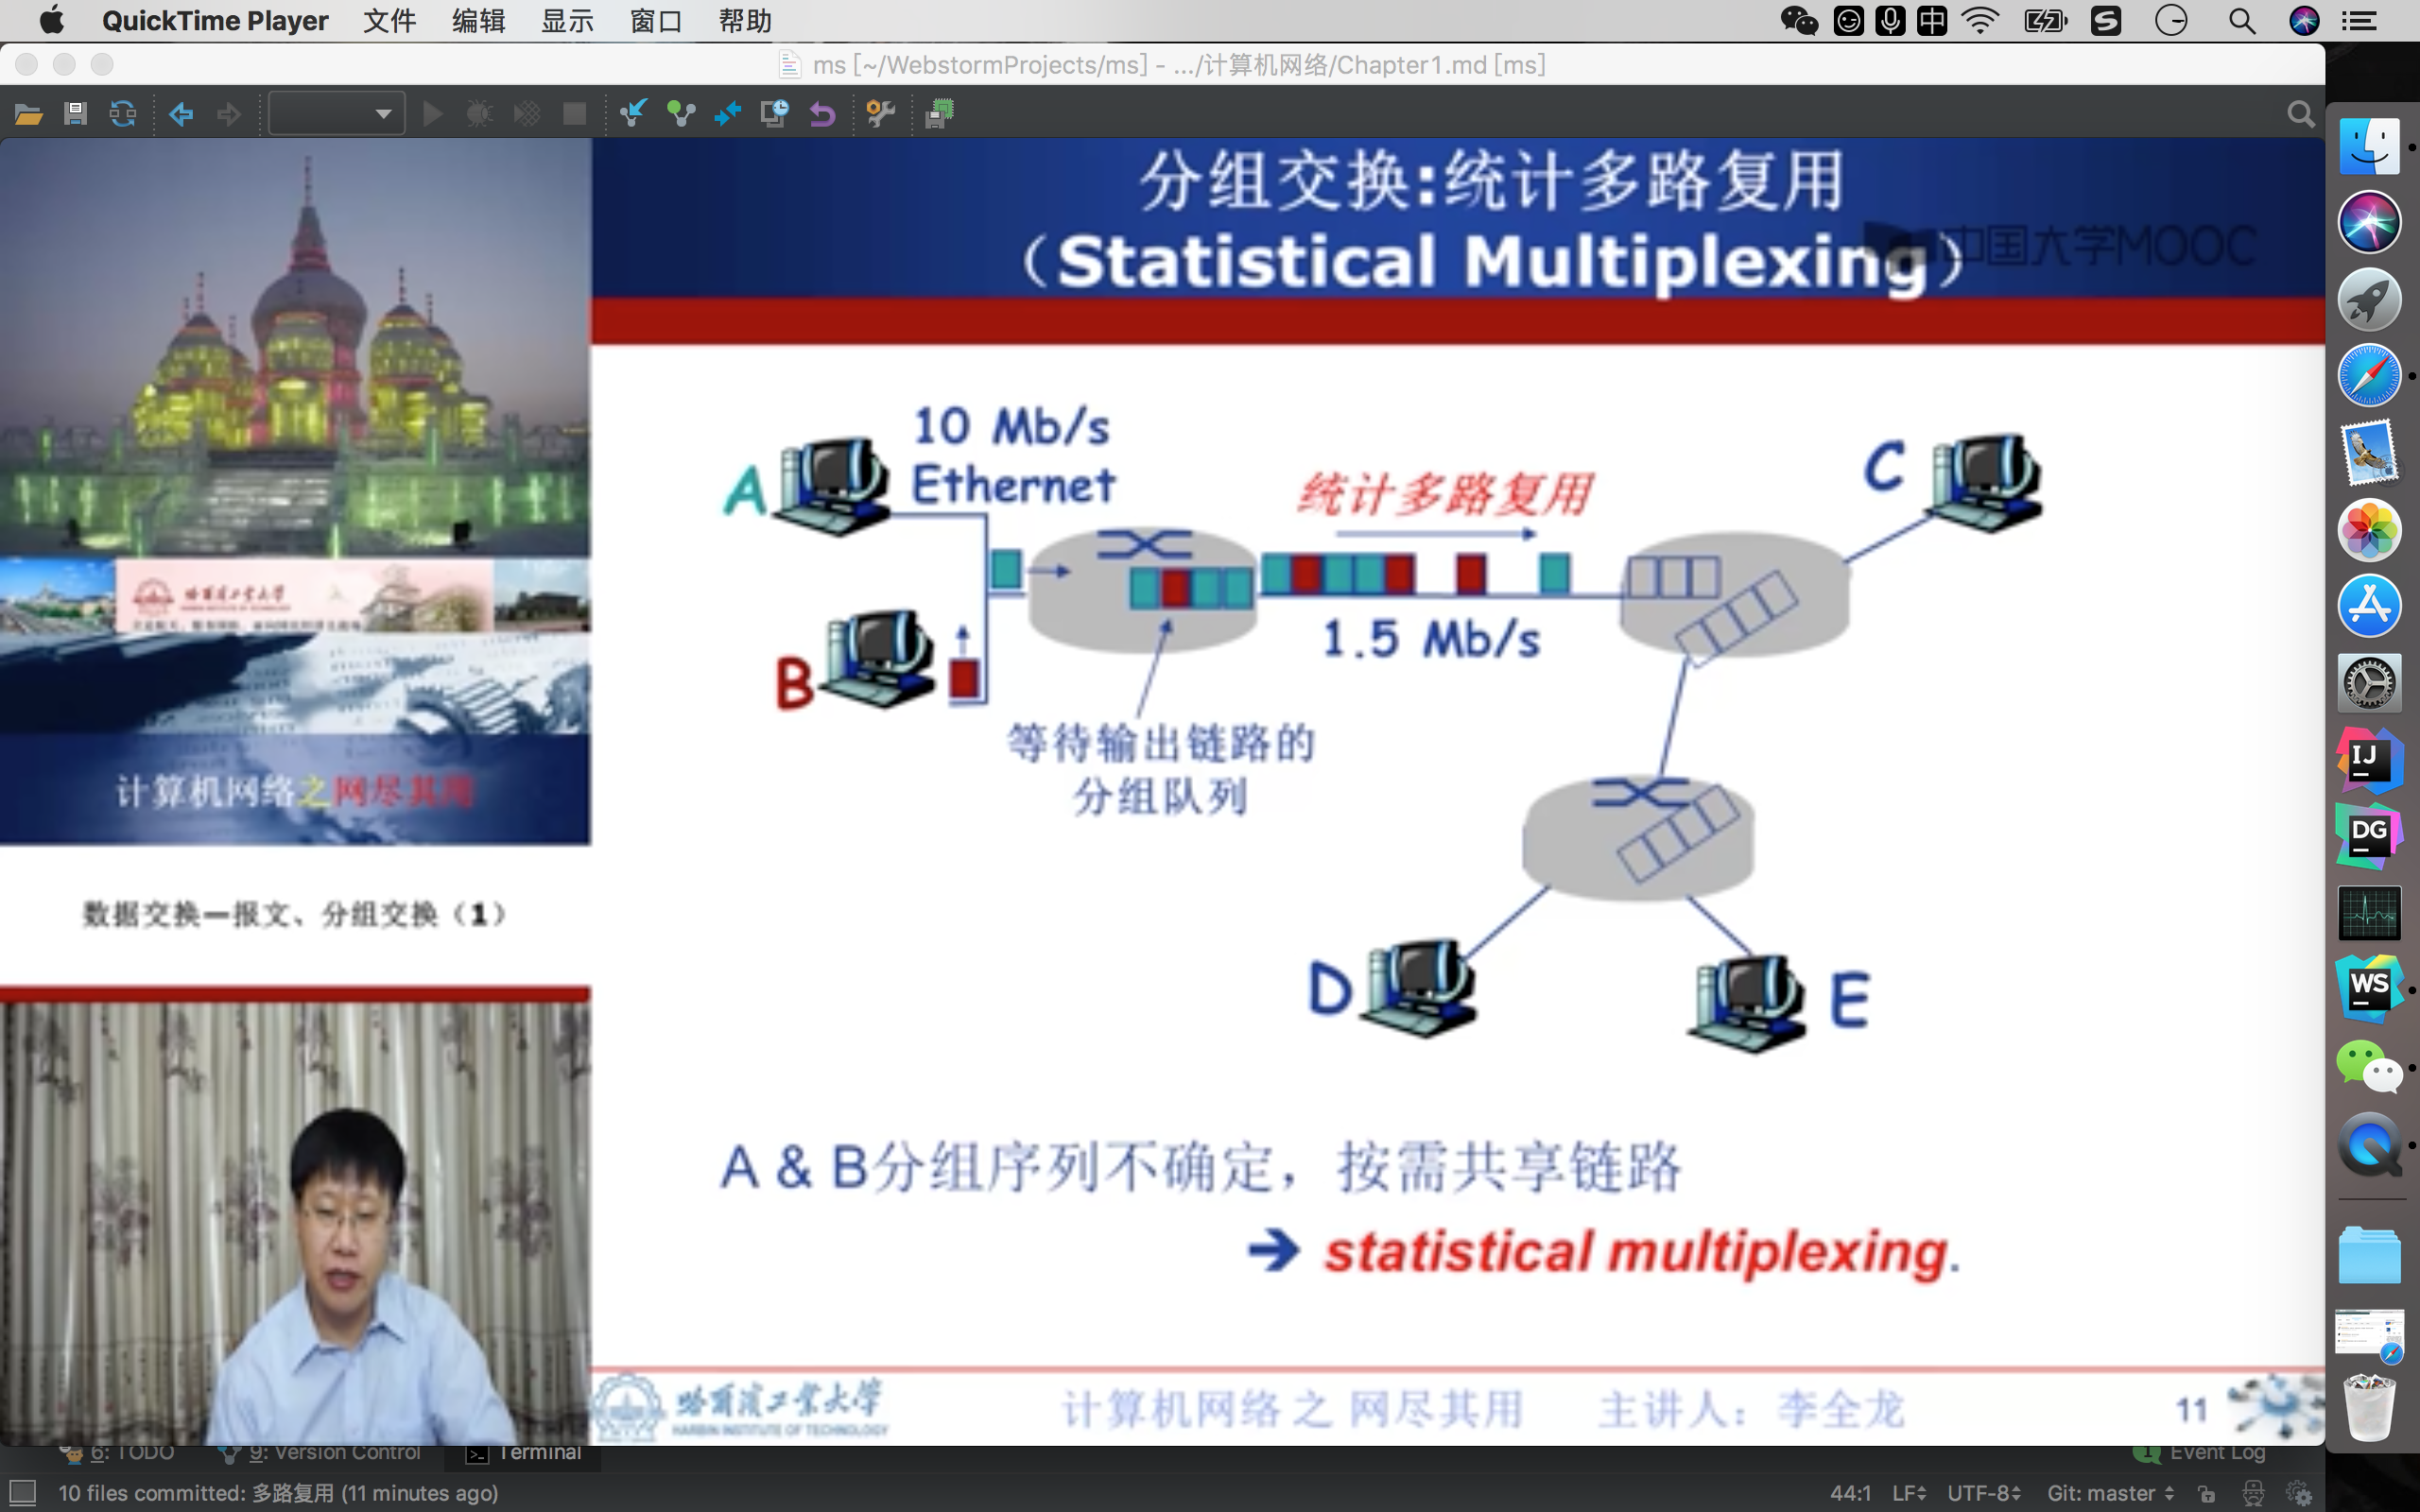 QuickTime Player 文件 编辑 显示 窗口 帮助
中
ms [~/WebstormProjects/ms] - .../计算机网络/Chapter1.md [ms]
分组交换:统计多路复用
（Statistical Multiplexing）
中国大学MOOC
10 Mb/s
Ethernet
A
统计多路复用
C
1.5 Mb/s
B
等待输出链路的
分组队列
D
E
A & B分组序列不确定，按需共享链路
➔ statistical multiplexing.
哈尔滨工业大学
HARBIN INSTITUTE OF TECHNOLOGY
计算机网络之网尽其用
数据交换—报文、分组交换（1）
哈尔滨工业大学
HARBIN INSTITUTE OF TECHNOLOGY
计算机网络之 网尽其用 主讲人：李全龙
11
IJ
DG
WS
6: TODO
9: Version Control
Terminal
Event Log
10 files committed: 多路复用 (11 minutes ago)
44:1 LF UTF-8 Git: master